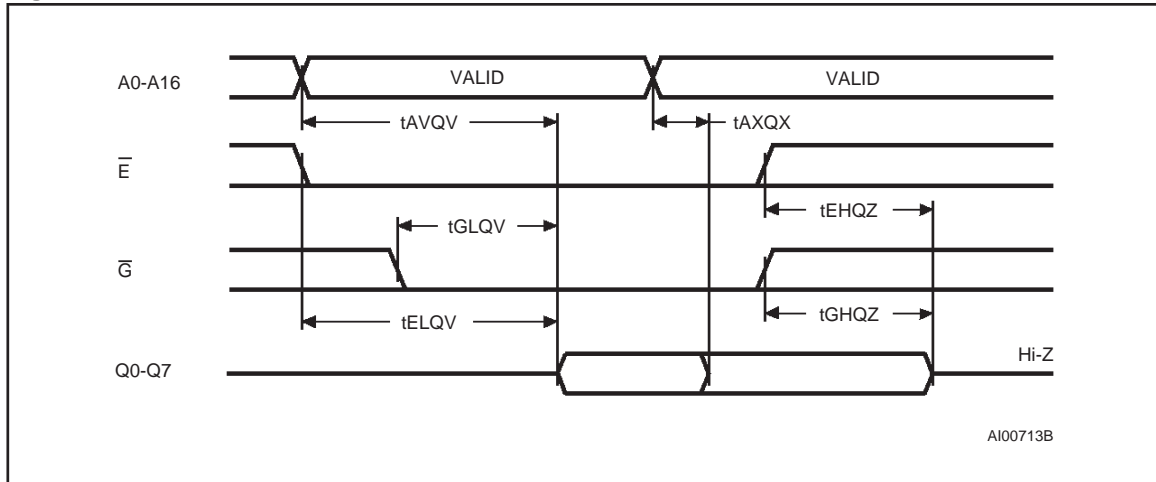 A0-A16
VALID
VALID
tAVQV
tAXQX
E̅
tEHQZ
tGLQV
G̅
tGHQZ
tELQV
Q0-Q7
Hi-Z
AI00713B